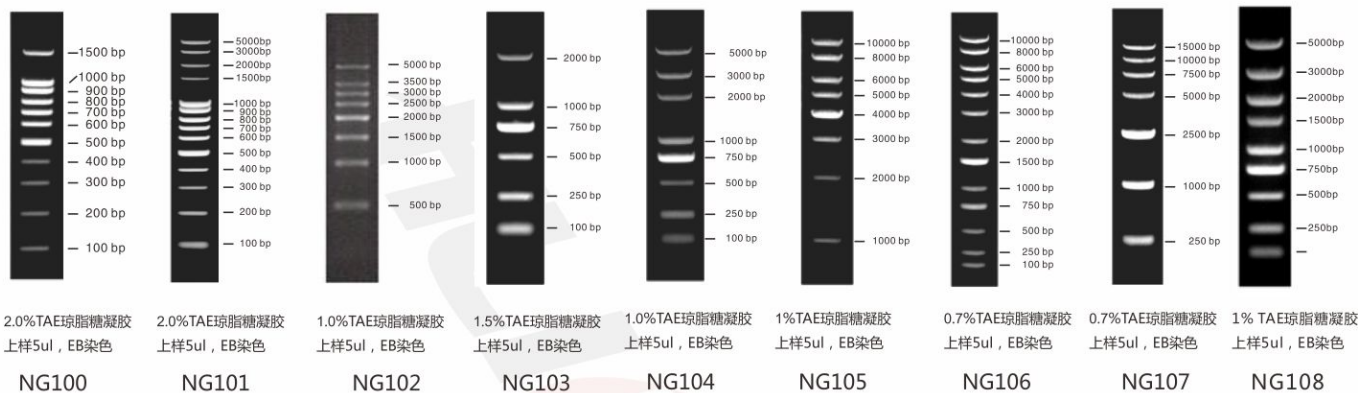 1500 bp
1000 bp
900 bp
800 bp
700 bp
600 bp
500 bp
400 bp
300 bp
200 bp
100 bp
2.0%TAE琼脂糖凝胶
上样5ul，EB染色
NG100
5000bp
3000bp
2000bp
1500bp
1000 bp
900 bp
800 bp
700 bp
600 bp
500 bp
400 bp
300 bp
200 bp
100 bp
2.0%TAE琼脂糖凝胶
上样5ul，EB染色
NG101
5000 bp
3500 bp
3000 bp
2500 bp
2000 bp
1500 bp
1000 bp
500 bp
1.0%TAE琼脂糖凝胶
上样5ul，EB染色
NG102
2000 bp
1000 bp
750 bp
500 bp
250 bp
100 bp
1.5%TAE琼脂糖凝胶
上样5ul，EB染色
NG103
5000 bp
3000 bp
2000 bp
1000 bp
750 bp
500 bp
250 bp
100 bp
1.0%TAE琼脂糖凝胶
上样5ul，EB染色
NG104
10000 bp
8000 bp
6000 bp
5000 bp
4000 bp
3000 bp
2000 bp
1000 bp
1%TAE琼脂糖凝胶
上样5ul，EB染色
NG105
10000 bp
8000 bp
6000 bp
5000 bp
4000 bp
3000 bp
2000 bp
1500 bp
1000 bp
750 bp
500 bp
250 bp
100 bp
0.7%TAE琼脂糖凝胶
上样5ul，EB染色
NG106
15000 bp
10000 bp
7500 bp
5000 bp
2500 bp
1000 bp
250 bp
0.7%TAE琼脂糖凝胶
上样5ul，EB染色
NG107
5000bp
3000bp
2000bp
1500bp
1000bp
750bp
500bp
250bp
1% TAE琼脂糖凝胶
上样5ul，EB染色
NG108